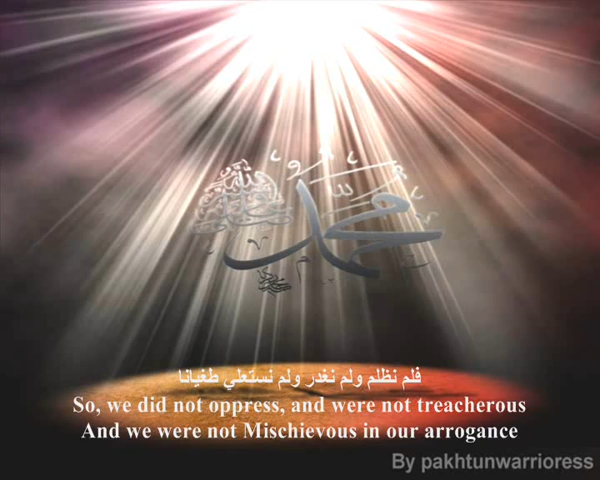 محمد
فلم نظلم ولم نغدر ولم نستعلي طغيانا
So, we did not oppress, and were not treacherous
And we were not Mischievous in our arrogance
By pakhtunwarrioress